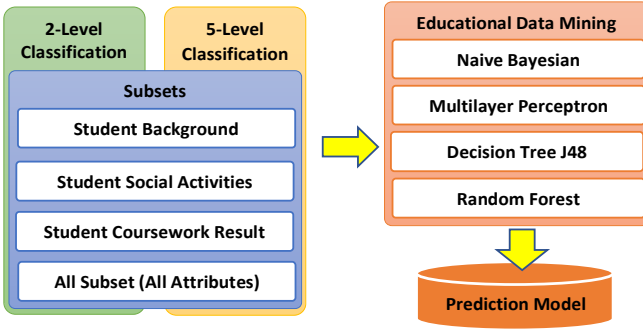 2-Level
Classification
5-Level
Classification
Subsets
Student Background
Student Social Activities
Student Coursework Result
All Subset (All Attributes)
Educational Data Mining
Naive Bayesian
Multilayer Perceptron
Decision Tree J48
Random Forest
Prediction Model